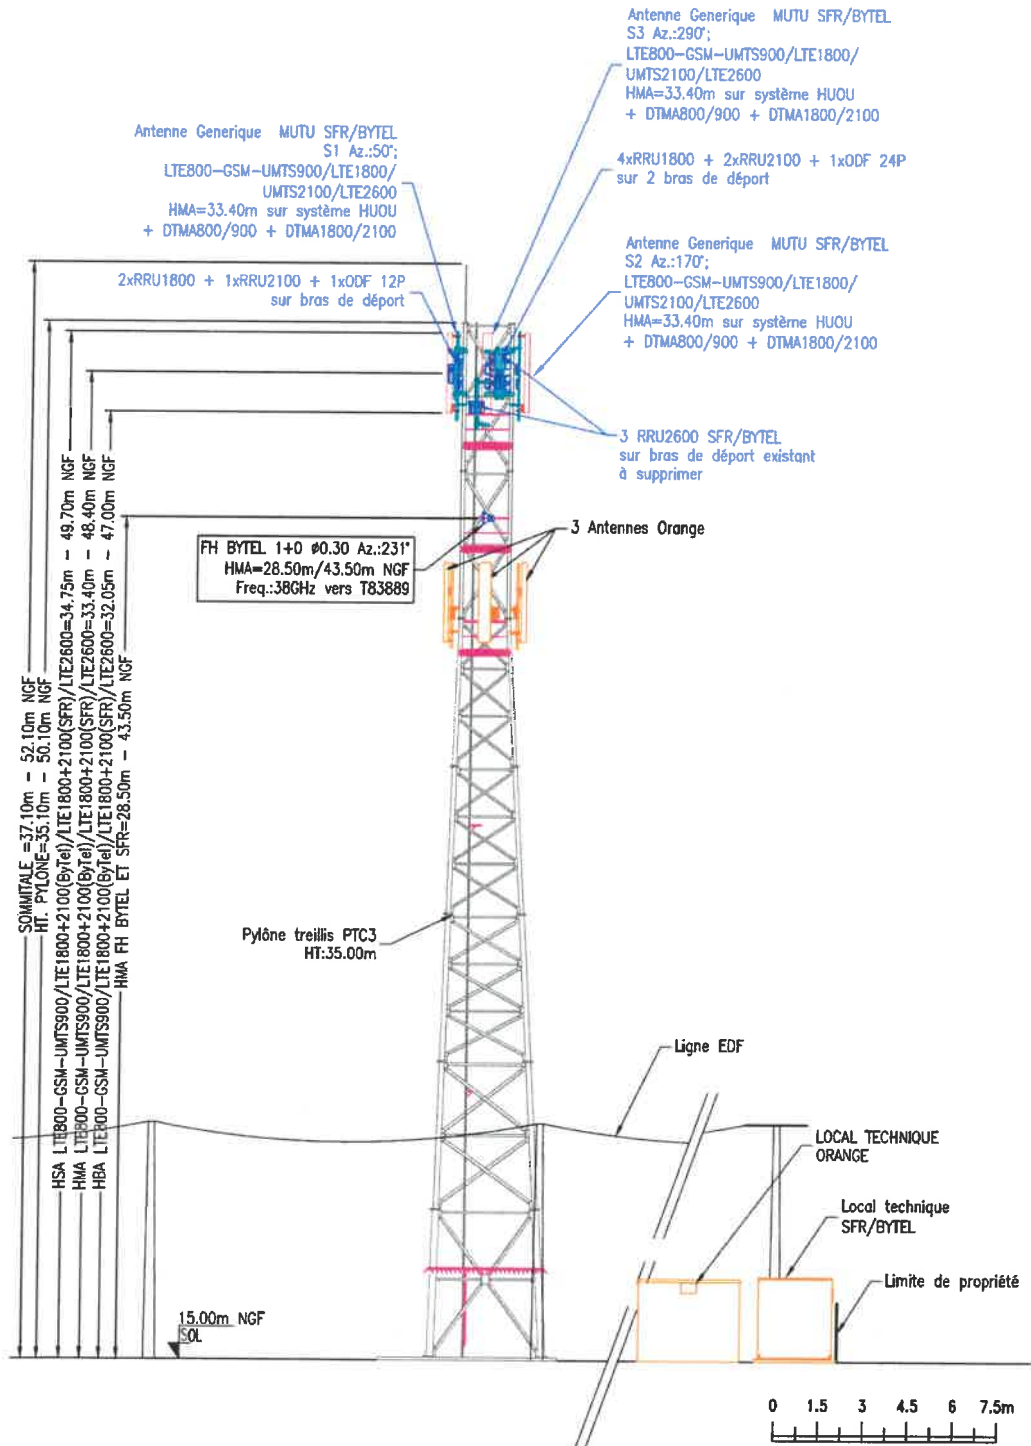 Antenne Generique MUTU SFR/BYTEL
S3 Az.:290°;
LTE800-GSM-UMTS900/LTE1800/
UMTS2100/LTE2600
HMA=33.40m sur système HUOU
+ DTMA800/900 + DTMA1800/2100
Antenne Generique MUTU SFR/BYTEL
S1 Az.:50°;
LTE800-GSM-UMTS900/LTE1800/
UMTS2100/LTE2600
HMA=33.40m sur système HUOU
+ DTMA800/900 + DTMA1800/2100
4xRRU1800 + 2xRRU2100 + 1xODF 24P
sur 2 bras de déport
Antenne Generique MUTU SFR/BYTEL
S2 Az.:170°;
LTE800-GSM-UMTS900/LTE1800/
UMTS2100/LTE2600
HMA=33.40m sur système HUOU
+ DTMA800/900 + DTMA1800/2100
2xRRU1800 + 1xRRU2100 + 1xODF 12P
sur bras de déport
3 RRU2600 SFR/BYTEL
sur bras de déport existant
à supprimer
3 Antennes Orange
FH BYTEL 1+0 ø0.30 Az.:231°
HMA=28.50m/43.50m NGF
Freq.:38GHz vers T83889
SOMMITALE =37.10m - 52.10m NGF
HT. PYLONE=35.10m - 50.10m NGF
HSA LTE800-GSM-UMTS900/LTE1800+2100(ByTel)/LTE1800+2100(SFR)/LTE2600=34.75m - 49.70m NGF
HMA LTE800-GSM-UMTS900/LTE1800+2100(ByTel)/LTE1800+2100(SFR)/LTE2600=33.40m - 48.40m NGF
HBA LTE800-GSM-UMTS900/LTE1800+2100(ByTel)/LTE1800+2100(SFR)/LTE2600=32.05m - 47.00m NGF
HMA FH BYTEL ET SFR=28.50m - 43.50m NGF
Pylône treillis PTC3
HT:35.00m
Ligne EDF
LOCAL TECHNIQUE
ORANGE
Local technique
SFR/BYTEL
Limite de propriété
15.00m NGF
SOL
0 1.5 3 4.5 6 7.5m